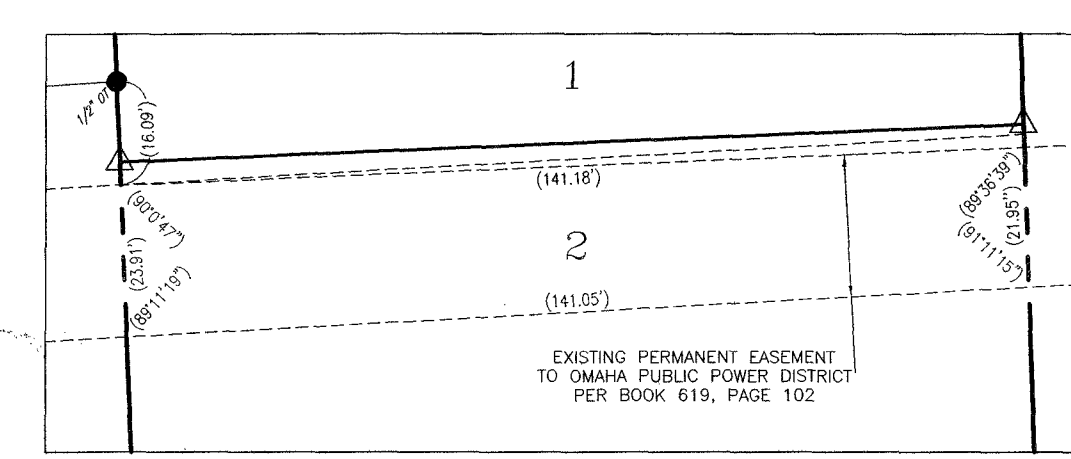 1
1/2" OT
(16.09')
(141.18')
(90°0'47")
(89°36'39")
(21.95")
(91°11'15")
(23.91')
(89°11'19")
2
(141.05')
EXISTING PERMANENT EASEMENT
TO OMAHA PUBLIC POWER DISTRICT
PER BOOK 619, PAGE 102